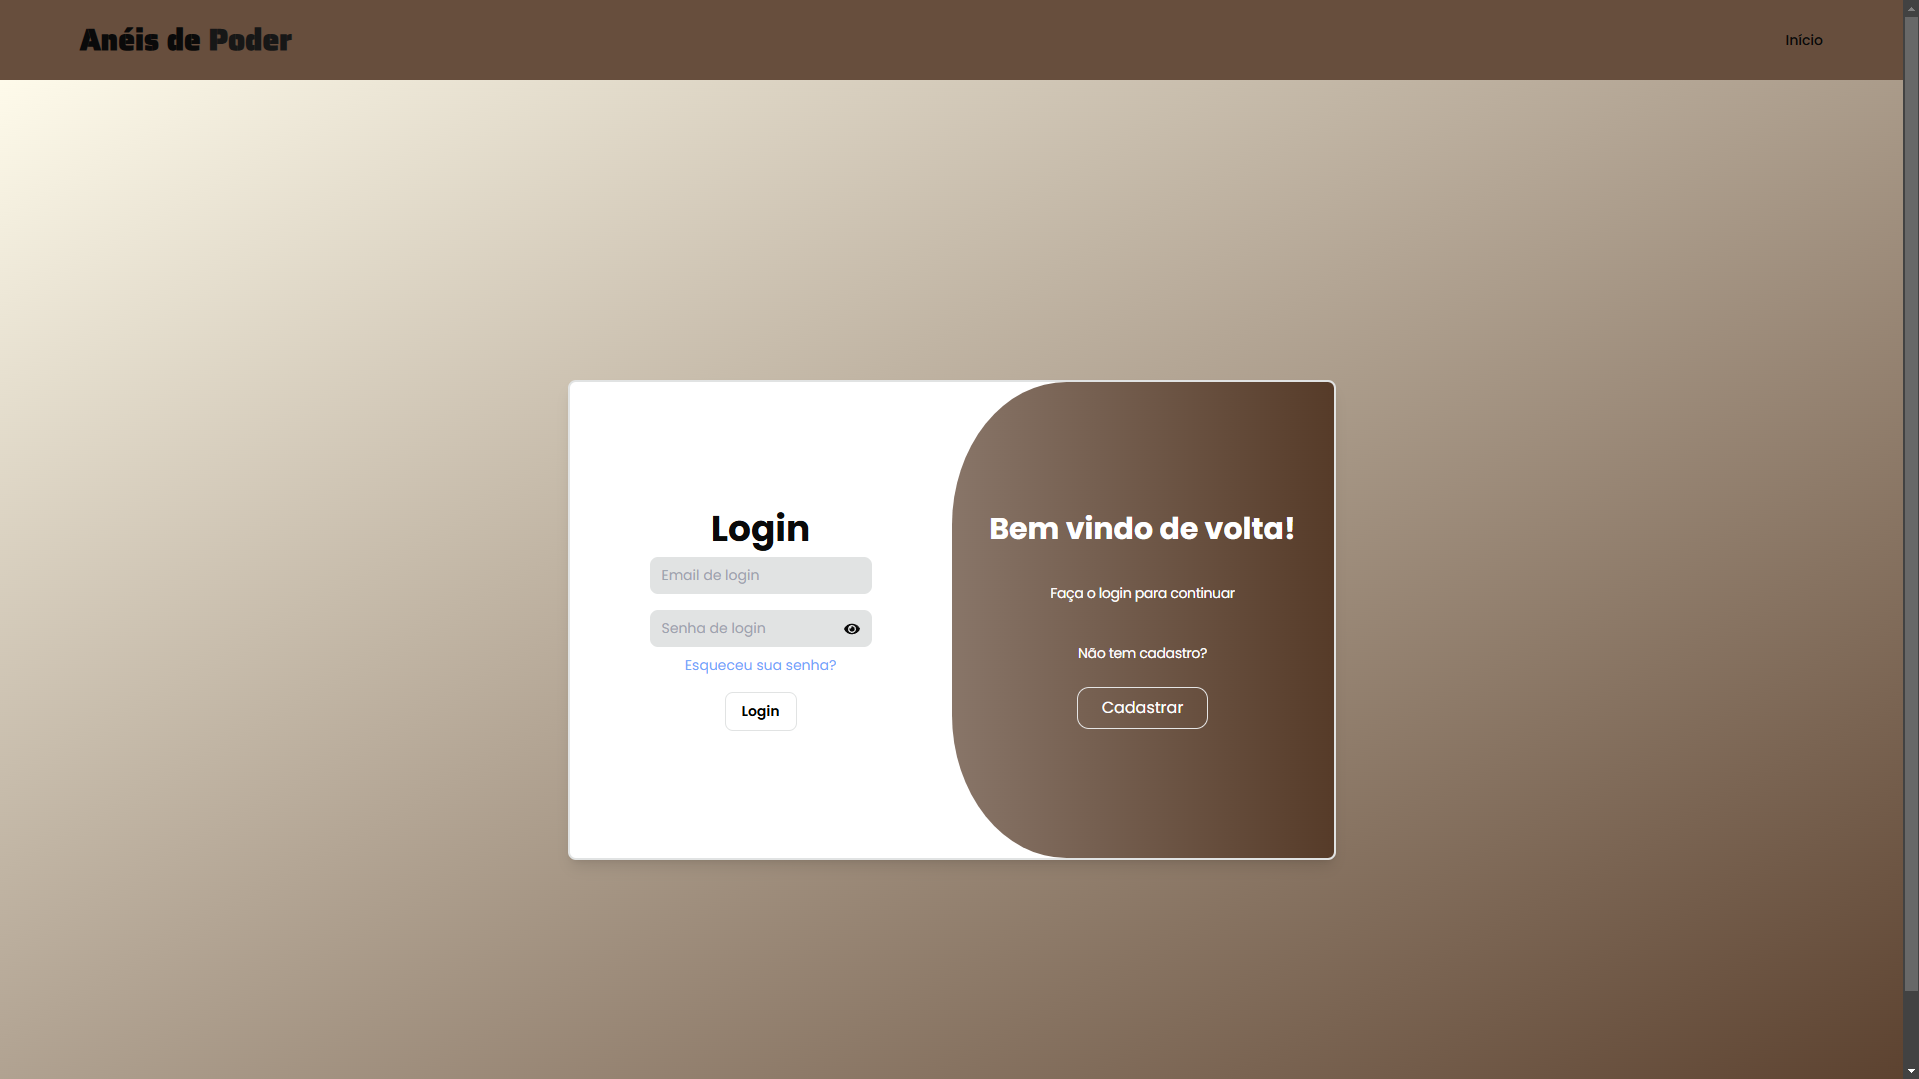 Anéis de Poder
Início
Login
Email de login
Senha de login
Esqueceu sua senha?
Login
Bem vindo de volta!
Faça o login para continuar
Não tem cadastro?
Cadastrar